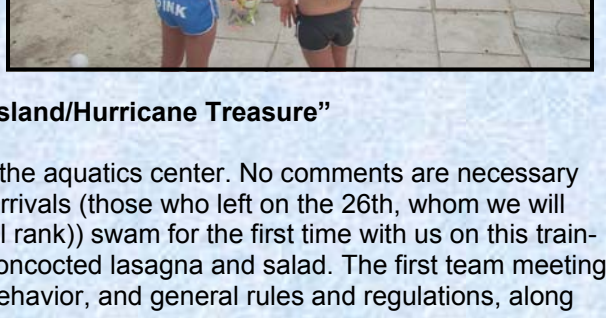 PINK
sland/Hurricane Treasure”
the aquatics center. No comments are necessary
rrivals (those who left on the 26th, whom we will
l rank)) swam for the first time with us on this train-
oncocted lasagna and salad. The first team meeting
ehavior, and general rules and regulations, along